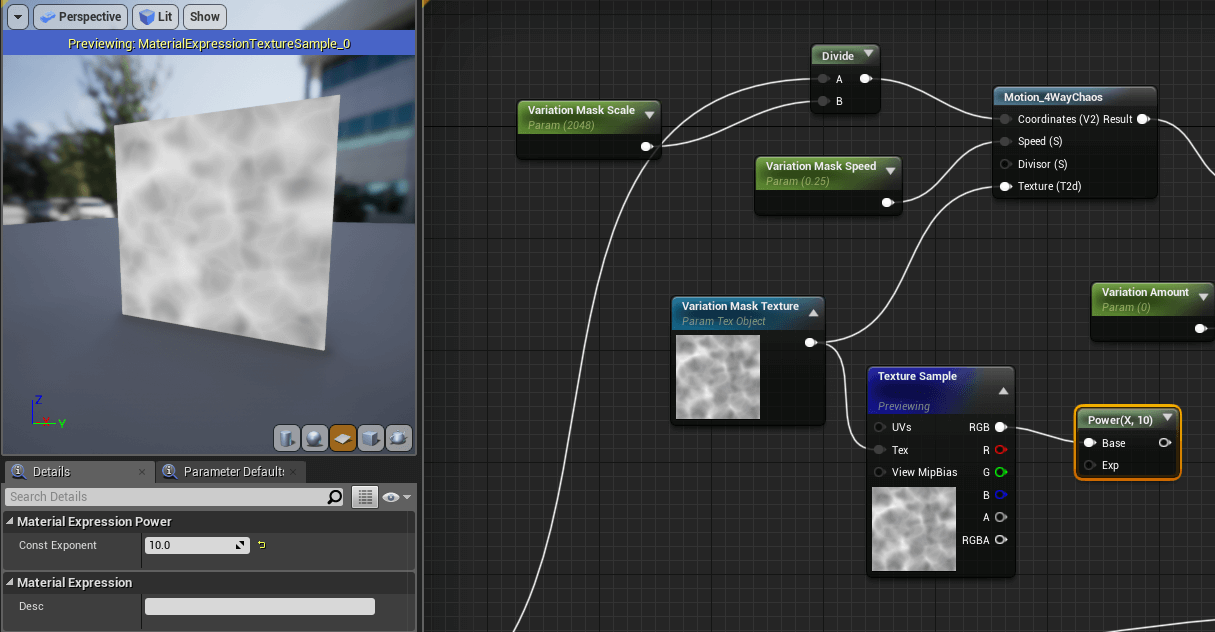 Perspective
Lit
Show
Previewing: MaterialExpressionTextureSample_0
Z
X
Y
Details
Parameter Defaults
Search Details
Material Expression Power
Const Exponent
10.0
Material Expression
Desc
Divide
A
B
Variation Mask Scale
Param (2048)
Motion_4WayChaos
Coordinates (V2) Result
Speed (S)
Divisor (S)
Texture (T2d)
Variation Mask Speed
Param (0.25)
Variation Mask Texture
Param Tex Object
Variation Amount
Param (0)
Texture Sample
Previewing
UVs
RGB
Tex
R
View MipBias
G
B
A
RGBA
Power(X, 10)
Base
Exp